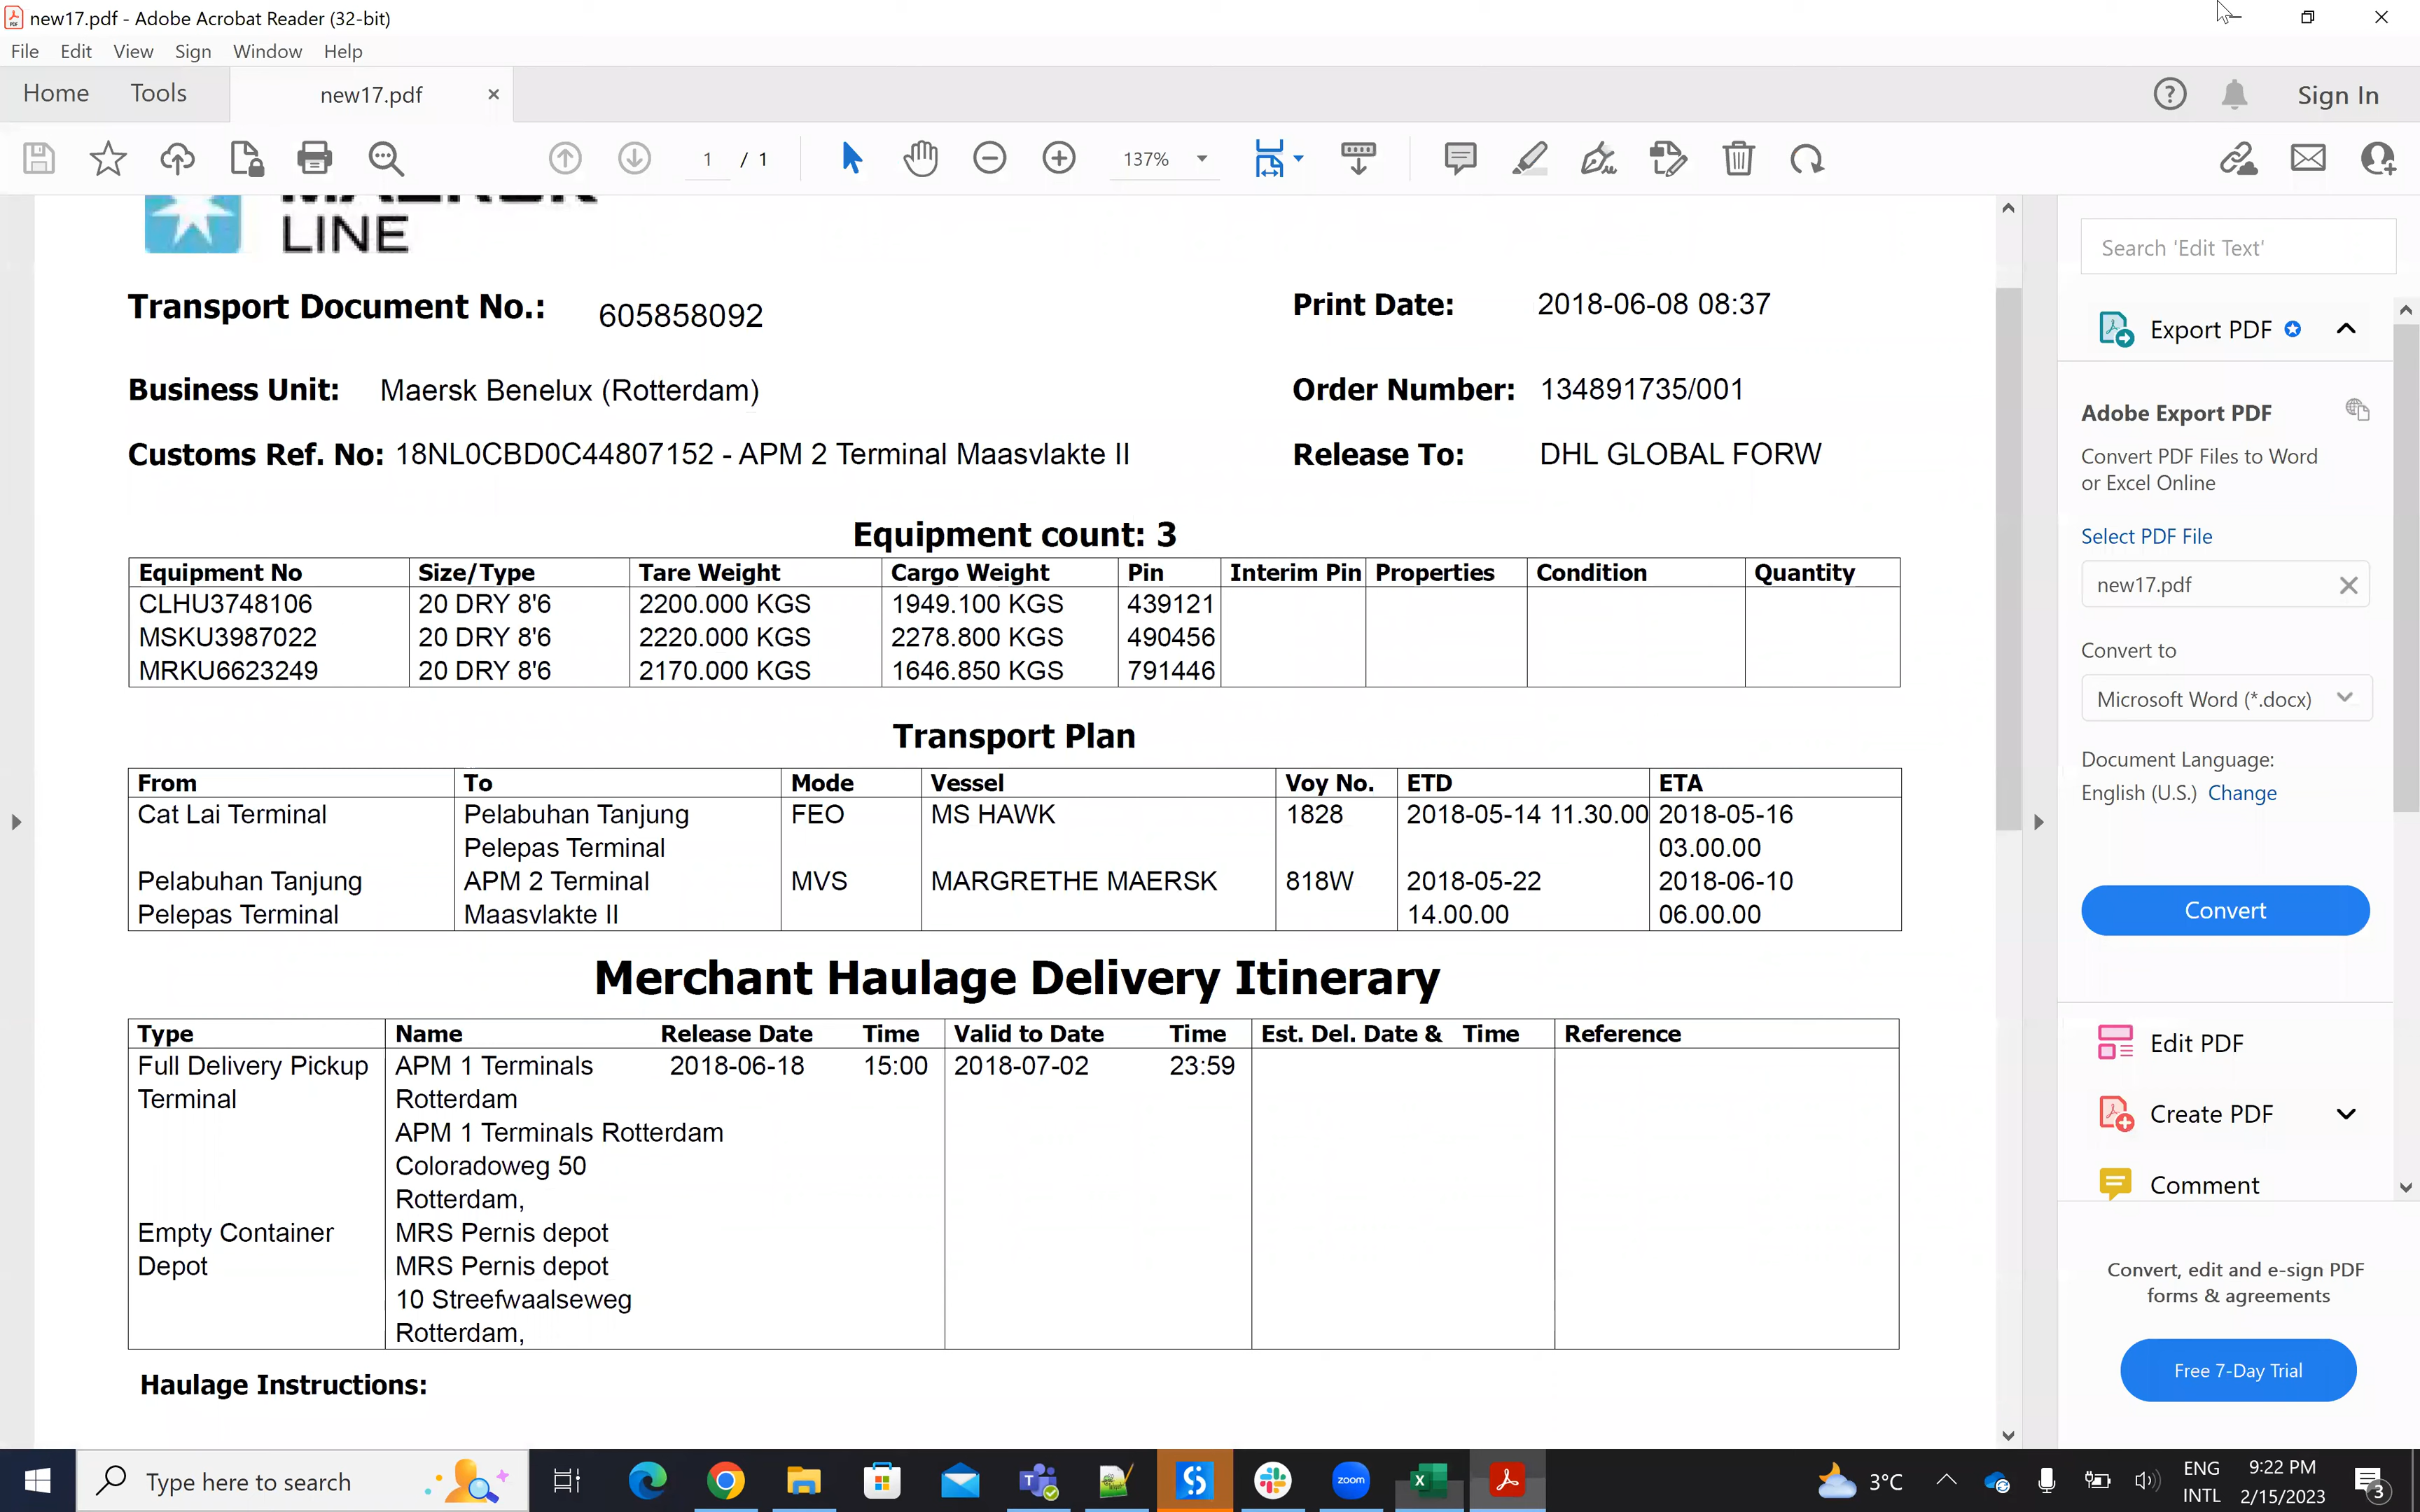 new17.pdf - Adobe Acrobat Reader (32-bit)
File Edit View Sign Window Help
Home Tools new17.pdf Sign In
1 / 1 137%
LINE
Transport Document No.: 605858092 Print Date: 2018-06-08 08:37
Business Unit: Maersk Benelux (Rotterdam) Order Number: 134891735/001
Customs Ref. No: 18NL0CBD0C44807152 - APM 2 Terminal Maasvlakte II Release To: DHL GLOBAL FORW
Equipment count: 3
Equipment No Size/Type Tare Weight Cargo Weight Pin Interim Pin Properties Condition Quantity
CLHU3748106 20 DRY 8'6 2200.000 KGS 1949.100 KGS 439121
MSKU3987022 20 DRY 8'6 2220.000 KGS 2278.800 KGS 490456
MRKU6623249 20 DRY 8'6 2170.000 KGS 1646.850 KGS 791446
Transport Plan
From To Mode Vessel Voy No. ETD ETA
Cat Lai Terminal Pelabuhan Tanjung FEO MS HAWK 1828 2018-05-14 11.30.00 2018-05-16
Pelepas Terminal 03.00.00
Pelabuhan Tanjung APM 2 Terminal MVS MARGRETHE MAERSK 818W 2018-05-22 2018-06-10
Pelepas Terminal Maasvlakte II 14.00.00 06.00.00
Merchant Haulage Delivery Itinerary
Type Name Release Date Time Valid to Date Time Est. Del. Date & Time Reference
Full Delivery Pickup APM 1 Terminals 2018-06-18 15:00 2018-07-02 23:59
Terminal Rotterdam
APM 1 Terminals Rotterdam
Coloradoweg 50
Rotterdam,
Empty Container MRS Pernis depot
Depot MRS Pernis depot
10 Streefwaalseweg
Rotterdam,
Haulage Instructions:
Search 'Edit Text'
Export PDF
Adobe Export PDF
Convert PDF Files to Word
or Excel Online
Select PDF File
new17.pdf
Convert to
Microsoft Word (*.docx)
Document Language:
English (U.S.) Change
Convert
Edit PDF
Create PDF
Comment
Convert, edit and e-sign PDF
forms & agreements
Free 7-Day Trial
Type here to search
zoom
3°C
ENG
INTL
9:22 PM
2/15/2023
3